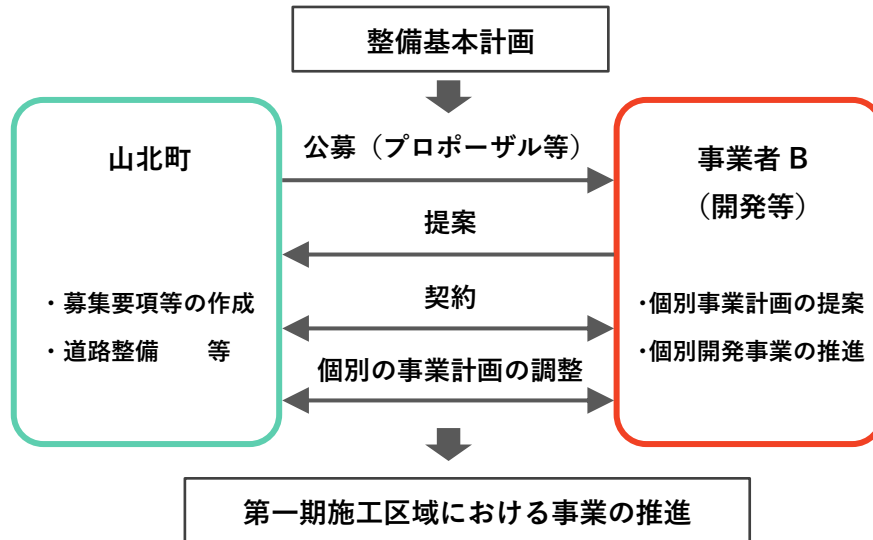 整備基本計画
山北町
・募集要項等の作成
・道路整備　等
公募（プロポーザル等）
提案
契約
個別の事業計画の調整
事業者 B
（開発等）
・個別事業計画の提案
・個別開発事業の推進
第一期施工区域における事業の推進